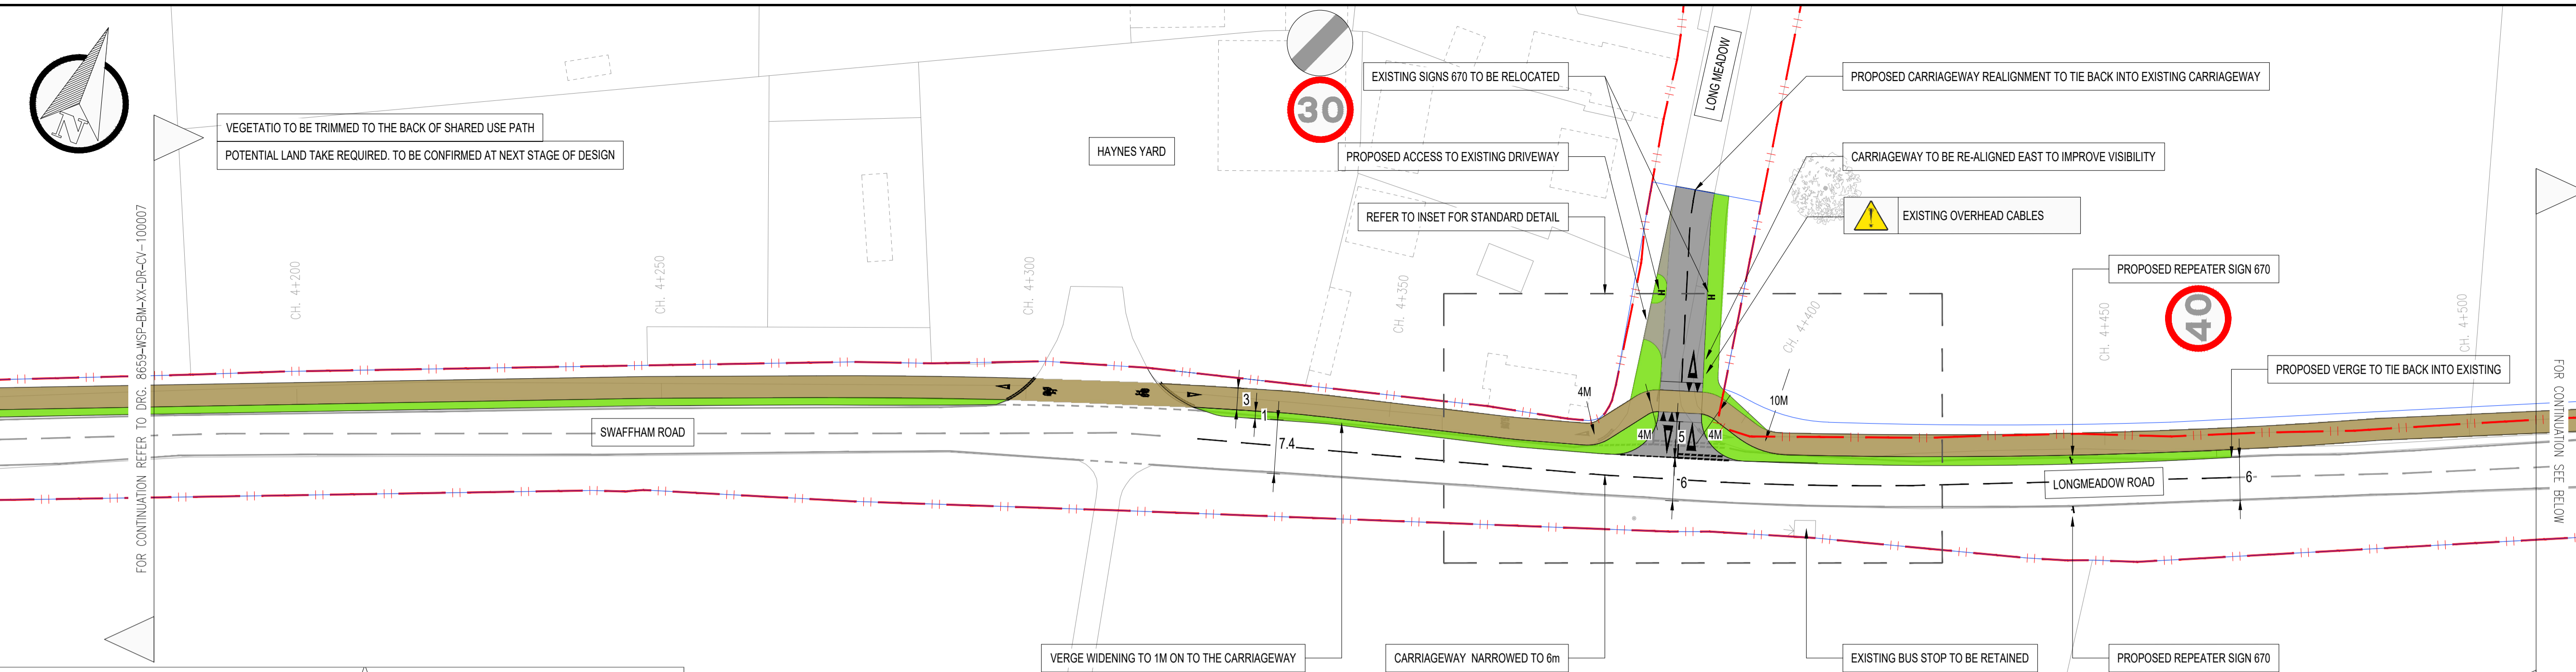 EXISTING SIGNS 670 TO BE RELOCATED
LONG MEADOW
PROPOSED CARRIAGEWAY REALIGNMENT TO TIE BACK INTO EXISTING CARRIAGEWAY
30
N
VEGETATIO TO BE TRIMMED TO THE BACK OF SHARED USE PATH
POTENTIAL LAND TAKE REQUIRED. TO BE CONFIRMED AT NEXT STAGE OF DESIGN
HAYNES YARD
PROPOSED ACCESS TO EXISTING DRIVEWAY
CARRIAGEWAY TO BE RE-ALIGNED EAST TO IMPROVE VISIBILITY
REFER TO INSET FOR STANDARD DETAIL
EXISTING OVERHEAD CABLES
FOR CONTINUATION REFER TO DRG. 8659-WSP-BM-XX-DR-CV-100007
CH. 4+200
CH. 4+250
CH. 4+300
CH. 4+350
CH. 4+400
CH. 4+450
CH. 4+500
PROPOSED REPEATER SIGN 670
40
PROPOSED VERGE TO TIE BACK INTO EXISTING
FOR CONTINUATION SEE BELOW
3
1
7.4
4M
10M
4M
5
4M
6
6
SWAFFHAM ROAD
LONGMEADOW ROAD
VERGE WIDENING TO 1M ON TO THE CARRIAGEWAY
CARRIAGEWAY NARROWED TO 6m
EXISTING BUS STOP TO BE RETAINED
PROPOSED REPEATER SIGN 670